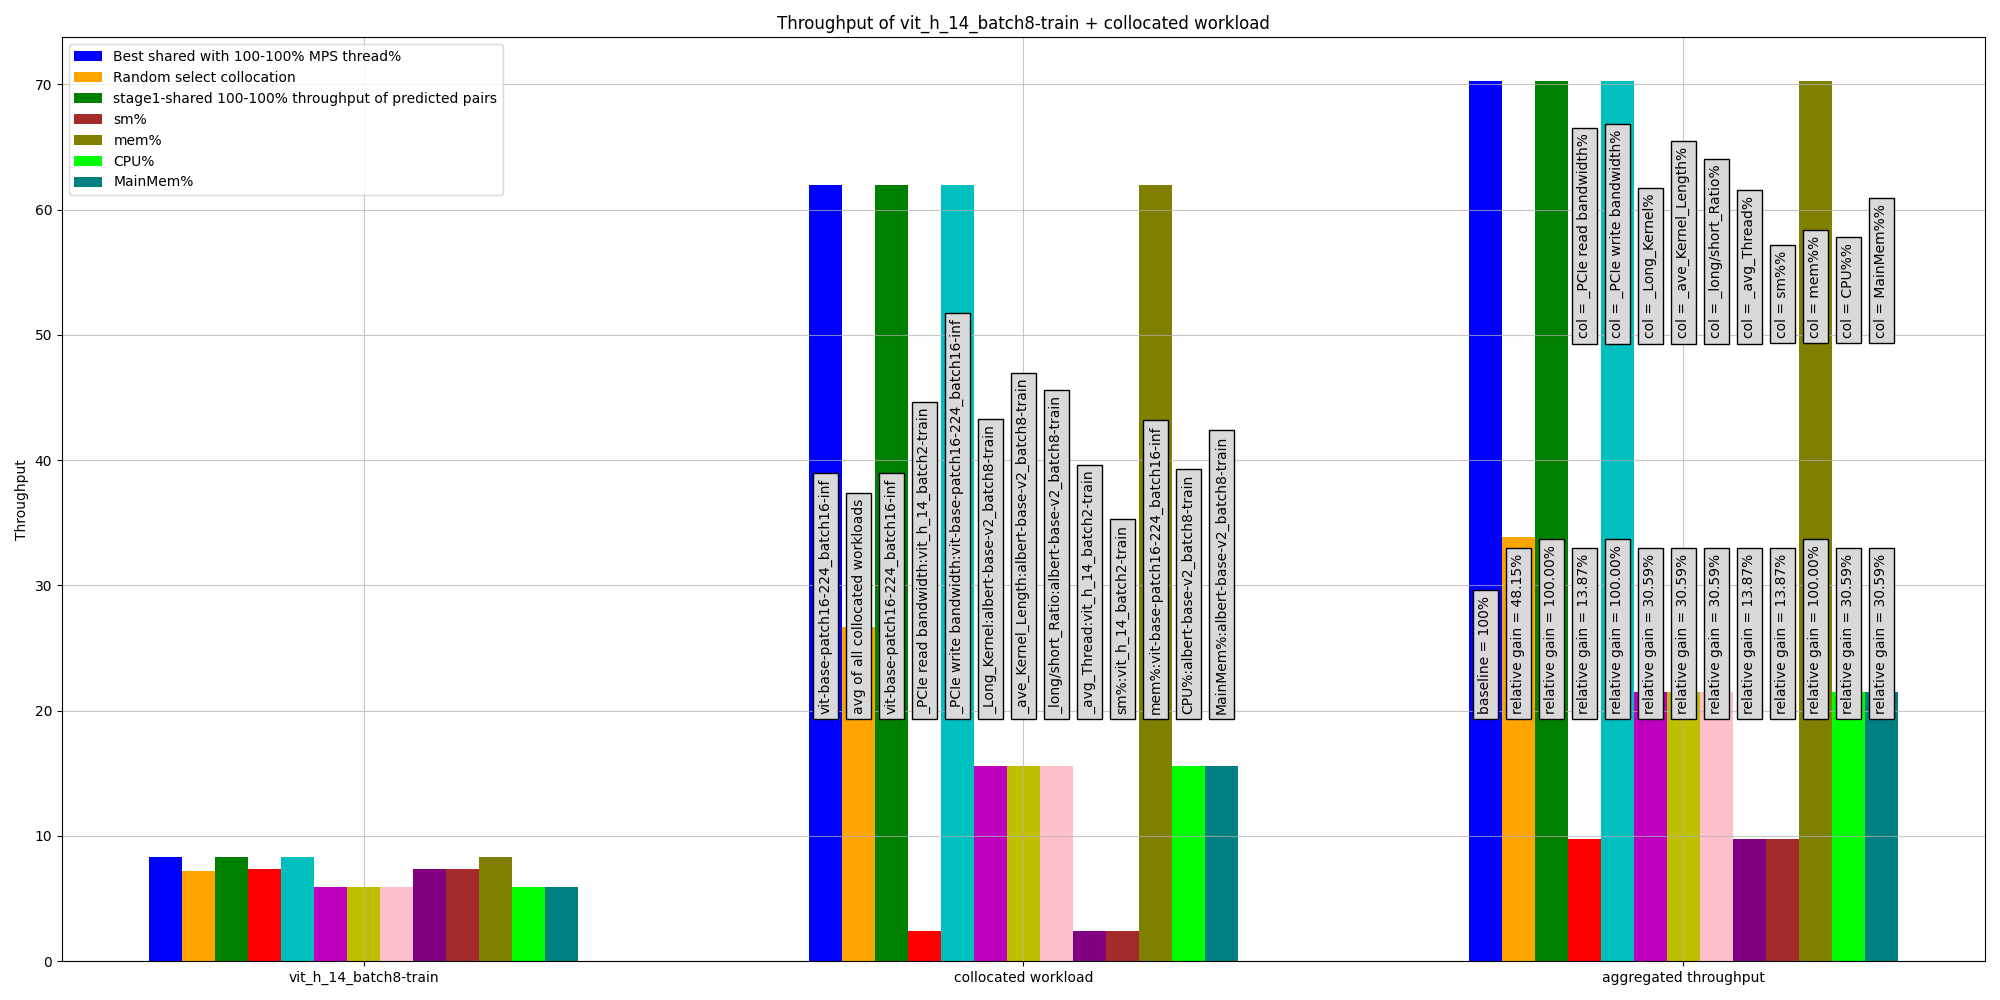 Throughput of vit_h_14_batch8-train + collocated workload
Best shared with 100-100% MPS thread%
Random select collocation
stage1-shared 100-100% throughput of predicted pairs
sm%
mem%
CPU%
MainMem%
Throughput
70
60
50
40
30
20
10
0
vit-base-patch16-224_batch16-inf
avg of all collocated workloads
vit-base-patch16-224_batch16-inf
_PCIe read bandwidth:vit_h_14_batch2-train
_PCIe write bandwidth:vit-base-patch16-224_batch16-inf
_Long_Kernel:albert-base-v2_batch8-train
_ave_Kernel_Length:albert-base-v2_batch8-train
_long/short_Ratio:albert-base-v2_batch8-train
_avg_Thread:vit_h_14_batch2-train
sm%:vit_h_14_batch2-train
mem%:vit-base-patch16-224_batch16-inf
CPU%:albert-base-v2_batch8-train
MainMem%:albert-base-v2_batch8-train
col = _PCIe read bandwidth%
col = _PCIe write bandwidth%
col = _Long_Kernel%
col = _ave_Kernel_Length%
col = _long/short_Ratio%
col = _avg_Thread%
col = sm%%
col = mem%%
col = CPU%%
col = MainMem%%
baseline = 100%
relative gain = 48.15%
relative gain = 100.00%
relative gain = 13.87%
relative gain = 100.00%
relative gain = 30.59%
relative gain = 30.59%
relative gain = 30.59%
relative gain = 13.87%
relative gain = 13.87%
relative gain = 100.00%
relative gain = 30.59%
relative gain = 30.59%
vit_h_14_batch8-train
collocated workload
aggregated throughput